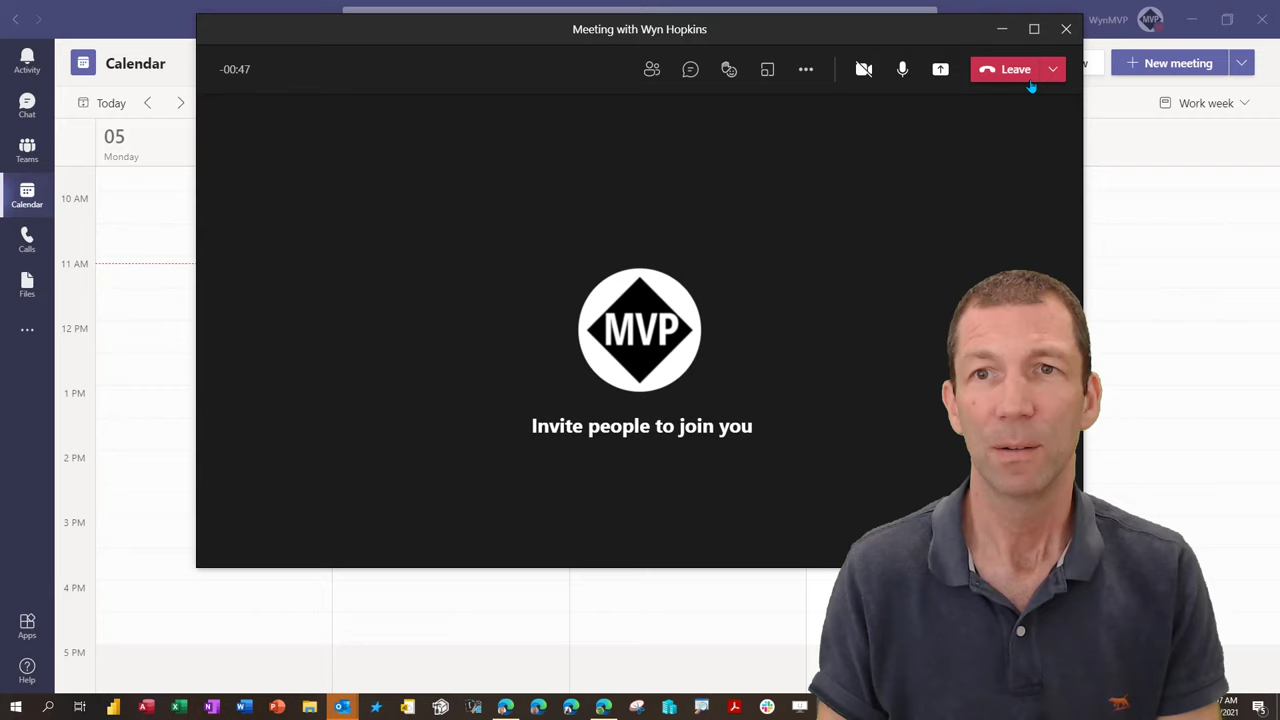 WynMVP
MVP
Meeting with Wyn Hopkins
Activity
Calendar
New meeting
-00:47
Leave
Chat
Today
Work week
Teams
05
Monday
Calendar
10 AM
Calls
11 AM
Files
12 PM
MVP
1 PM
Invite people to join you
2 PM
3 PM
4 PM
Apps
5 PM
Help